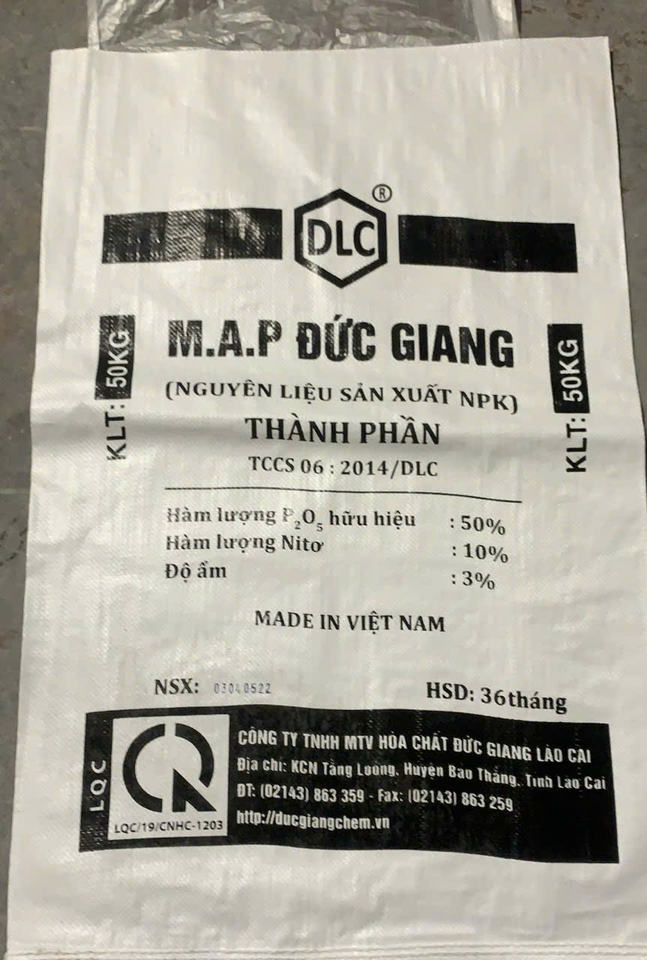 ®
DLC
M.A.P ĐỨC GIANG
(NGUYÊN LIỆU SẢN XUẤT NPK)
KLT: 50KG
KLT: 50KG
THÀNH PHẦN
TCCS 06 : 2014/DLC
Hàm lượng P₂O₅ hữu hiệu : 50%
Hàm lượng Nitơ : 10%
Độ ẩm : 3%
MADE IN VIỆT NAM
NSX: 03040522 HSD: 36tháng
LQC
LQC/19/CNHC-1203
CÔNG TY TNHH MTV HÓA CHẤT ĐỨC GIANG LÀO CAI
Địa chỉ: KCN Tằng Loỏng, Huyện Bảo Thắng, Tỉnh Lào Cai
ĐT: (02143) 863 359 - Fax: (02143) 863 259
http://ducgiangchem.vn